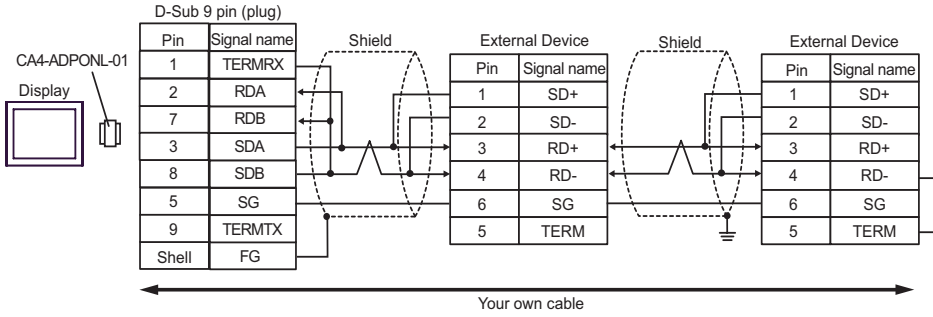 D-Sub 9 pin (plug)
Pin Signal name
1 TERMRX
2 RDA
7 RDB
3 SDA
8 SDB
5 SG
9 TERMTX
Shell FG
CA4-ADPONL-01
Display
Shield
External Device
Pin Signal name
1 SD+
2 SD-
3 RD+
4 RD-
6 SG
5 TERM
Shield
External Device
Pin Signal name
1 SD+
2 SD-
3 RD+
4 RD-
6 SG
5 TERM
Your own cable